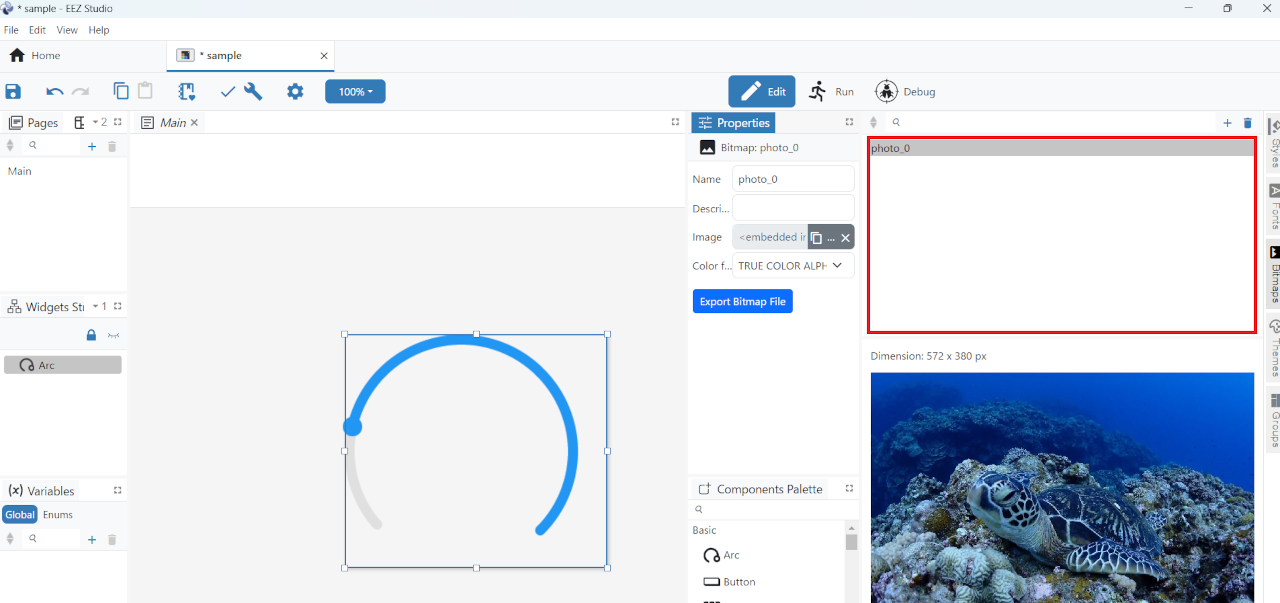 * sample - EEZ Studio
File Edit View Help
Home
* sample
100%
Edit Run Debug
Pages 2
Main
Properties
Bitmap: photo_0
photo_0
Main
Name photo_0
Descri...
Image <embedded ir ...
Color f... TRUE COLOR ALPH
Export Bitmap File
Widgets Str 1
Arc
Dimension: 572 x 380 px
Variables
Global Enums
Components Palette
Basic
Arc
Button
Styles
Fonts
Bitmaps
Themes
Groups